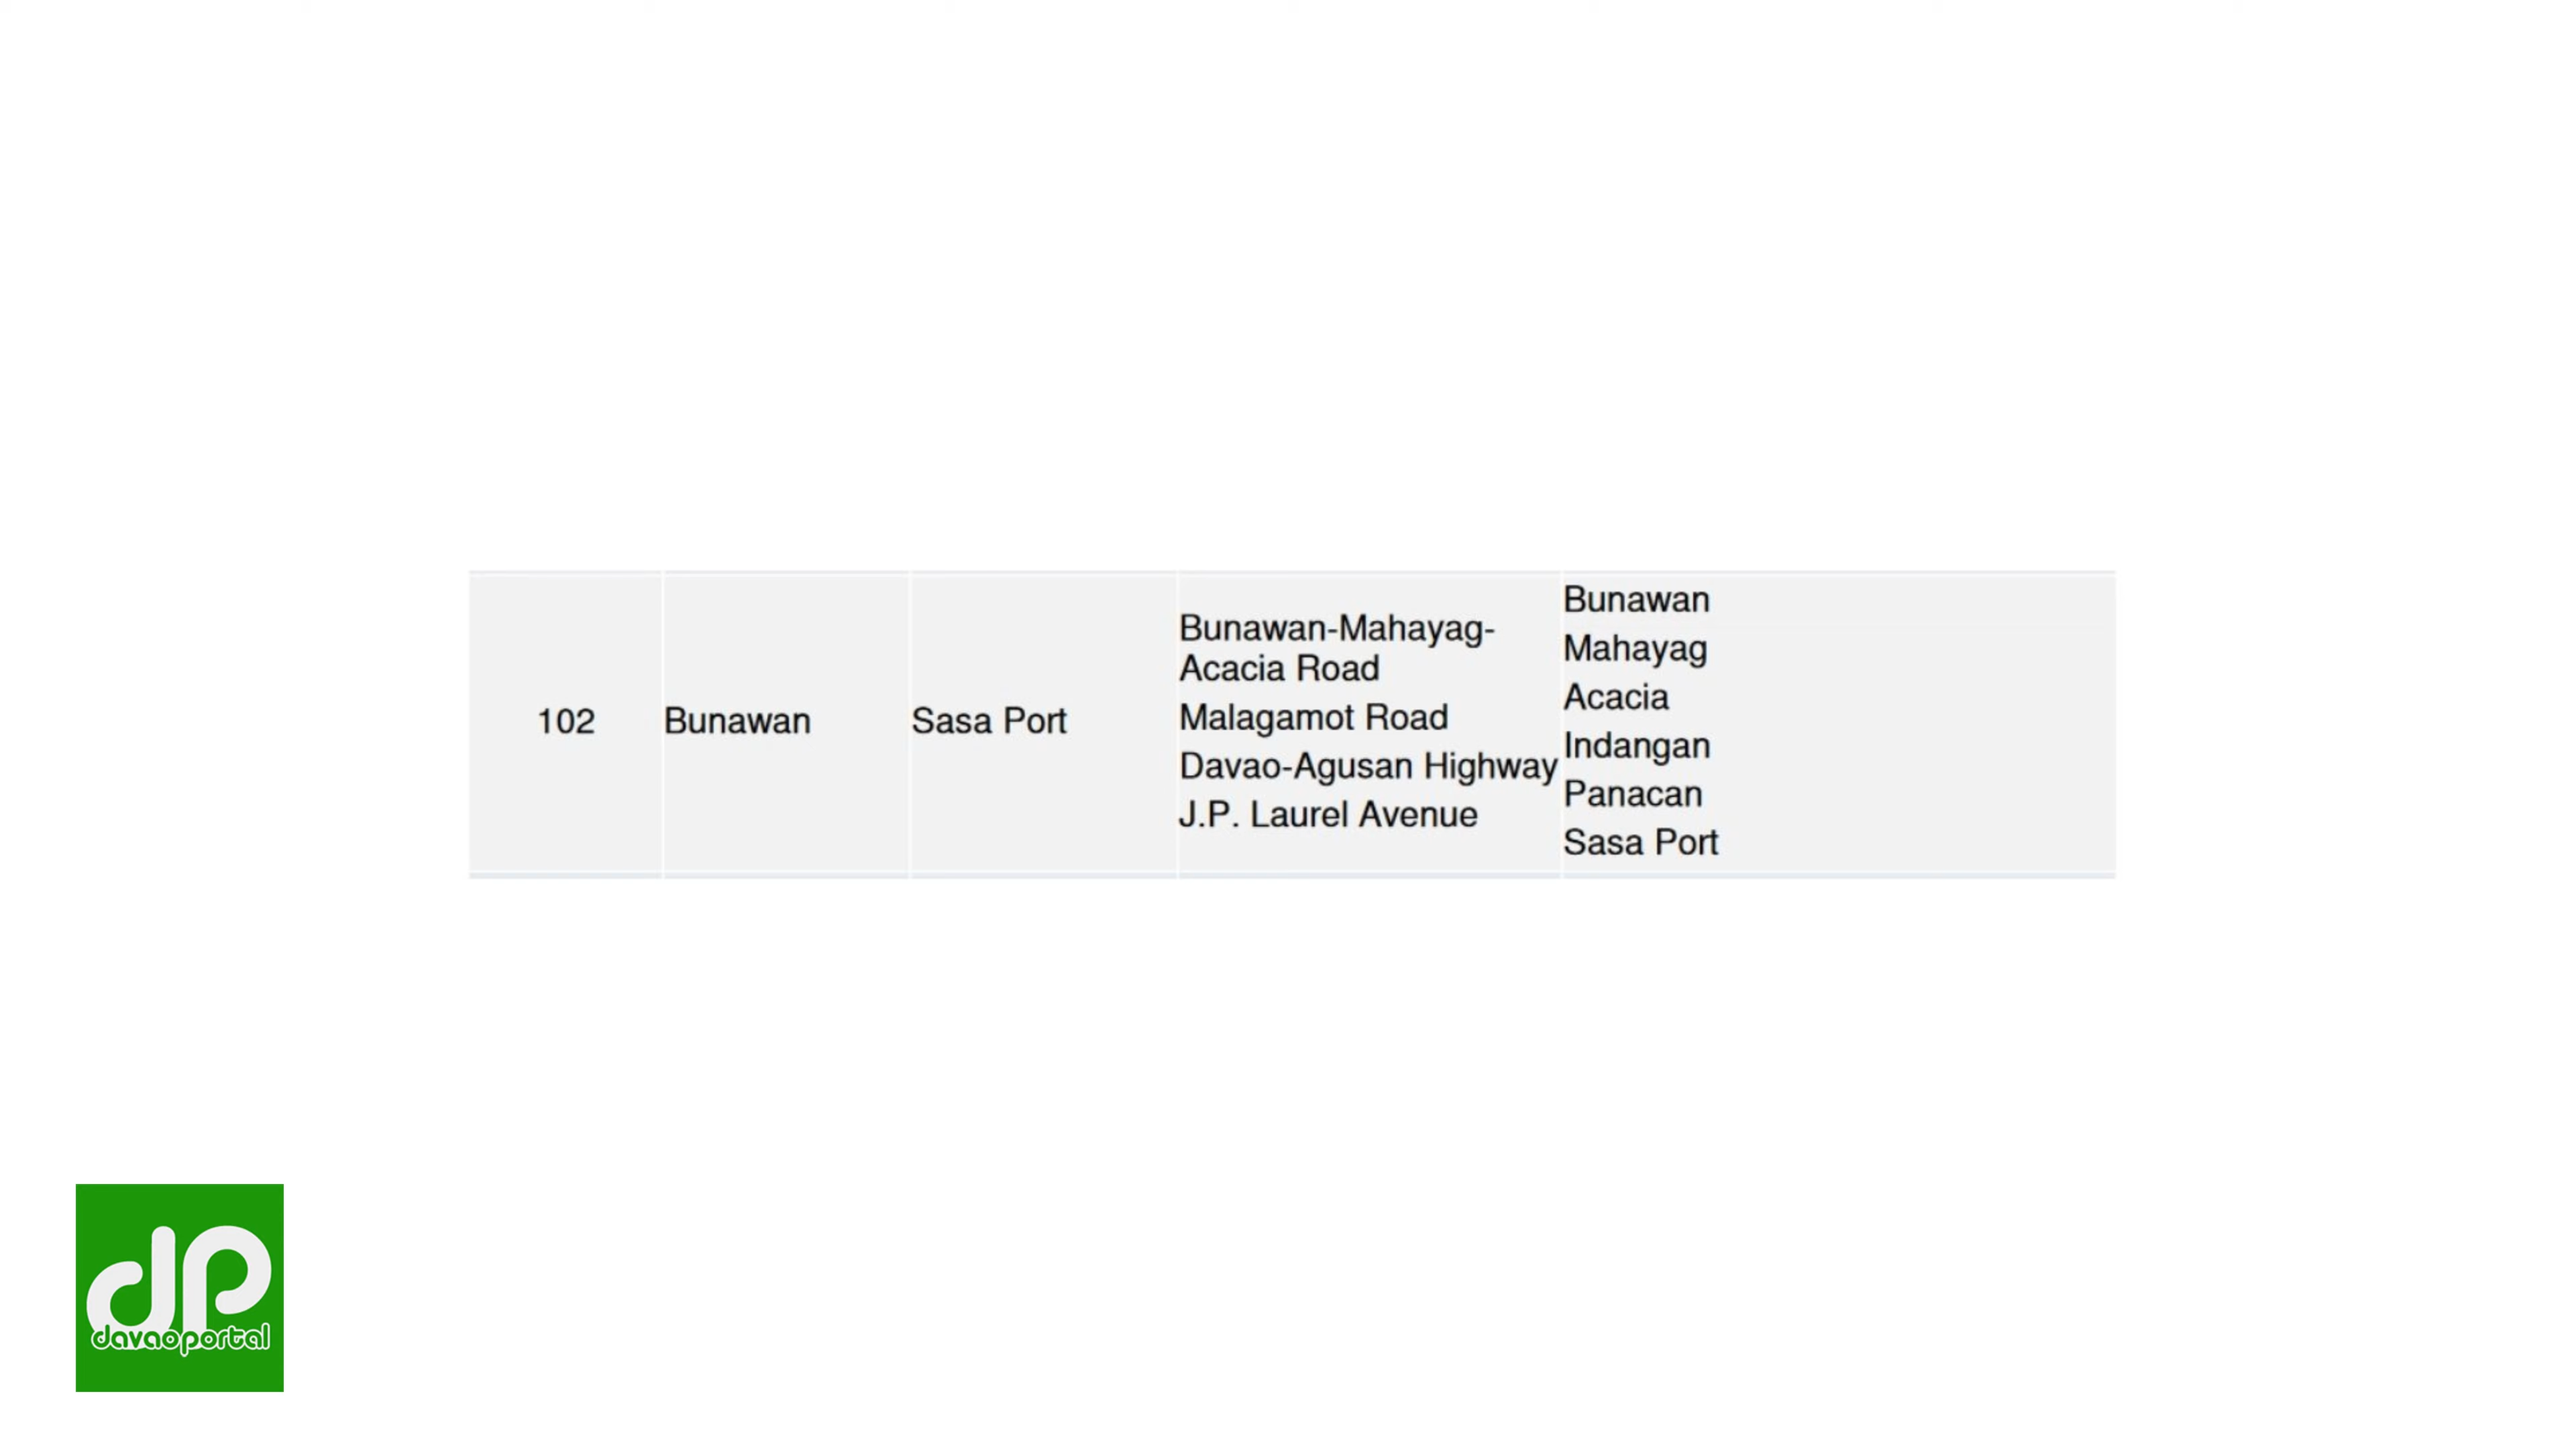 102
Bunawan
Sasa Port
Bunawan-Mahayag-
Acacia Road
Malagamot Road
Davao-Agusan Highway
J.P. Laurel Avenue
Bunawan
Mahayag
Acacia
Indangan
Panacan
Sasa Port
dp
davaoportal